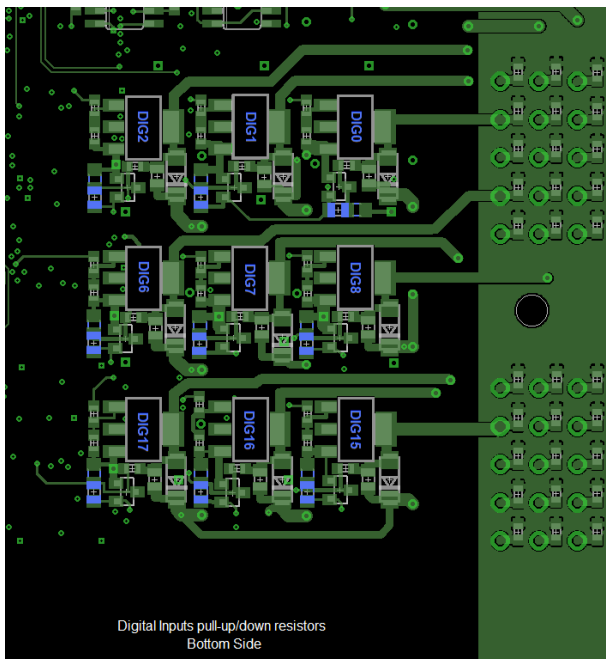 DIG2 DIG1 DIG0
DIG6 DIG7 DIG8
DIG17 DIG16 DIG15
Digital Inputs pull-up/down resistors
Bottom Side